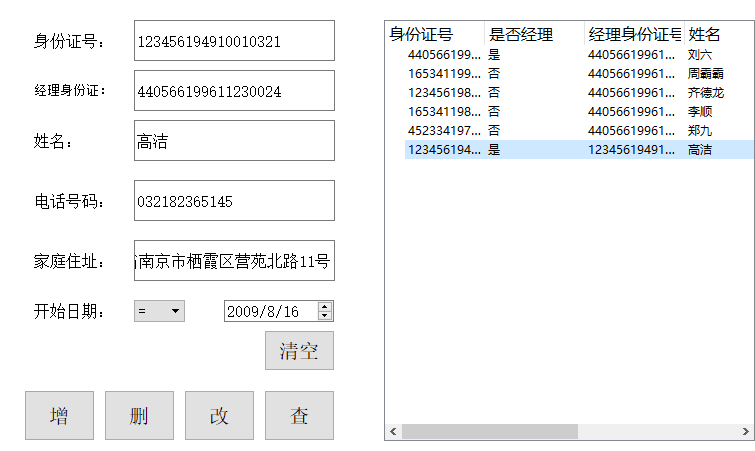 身份证号： 123456194910010321
经理身份证： 440566199611230024
姓名： 高洁
电话号码： 032182365145
家庭住址： 南京市栖霞区营苑北路11号
开始日期： = 2009/8/16
清空
增 删 改 查
身份证号 是否经理 经理身份证号 姓名
440566199... 是 44056619961... 刘六
165341199... 否 44056619961... 周霸霸
123456198... 否 44056619961... 齐德龙
165341198... 否 44056619961... 李顺
452334197... 否 44056619961... 郑九
123456194... 是 12345619491... 高洁